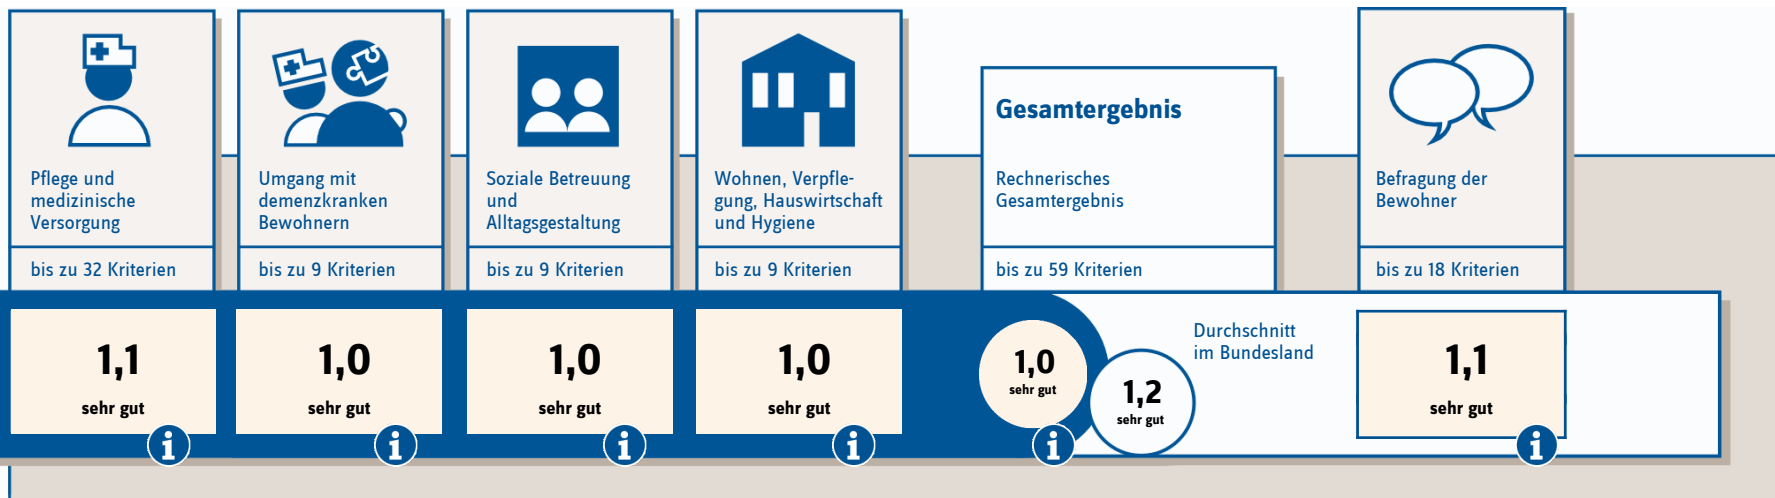 Pflege und
medizinische
Versorgung
bis zu 32 Kriterien
1,1
sehr gut
i
Umgang mit
demenzkranken
Bewohnern
bis zu 9 Kriterien
1,0
sehr gut
i
Soziale Betreuung
und
Alltagsgestaltung
bis zu 9 Kriterien
1,0
sehr gut
i
Wohnen, Verpfle-
gung, Hauswirtschaft
und Hygiene
bis zu 9 Kriterien
1,0
sehr gut
i
Gesamtergebnis
Rechnerisches
Gesamtergebnis
bis zu 59 Kriterien
1,0
sehr gut
i
1,2
sehr gut
Durchschnitt
im Bundesland
Befragung der
Bewohner
bis zu 18 Kriterien
1,1
sehr gut
i